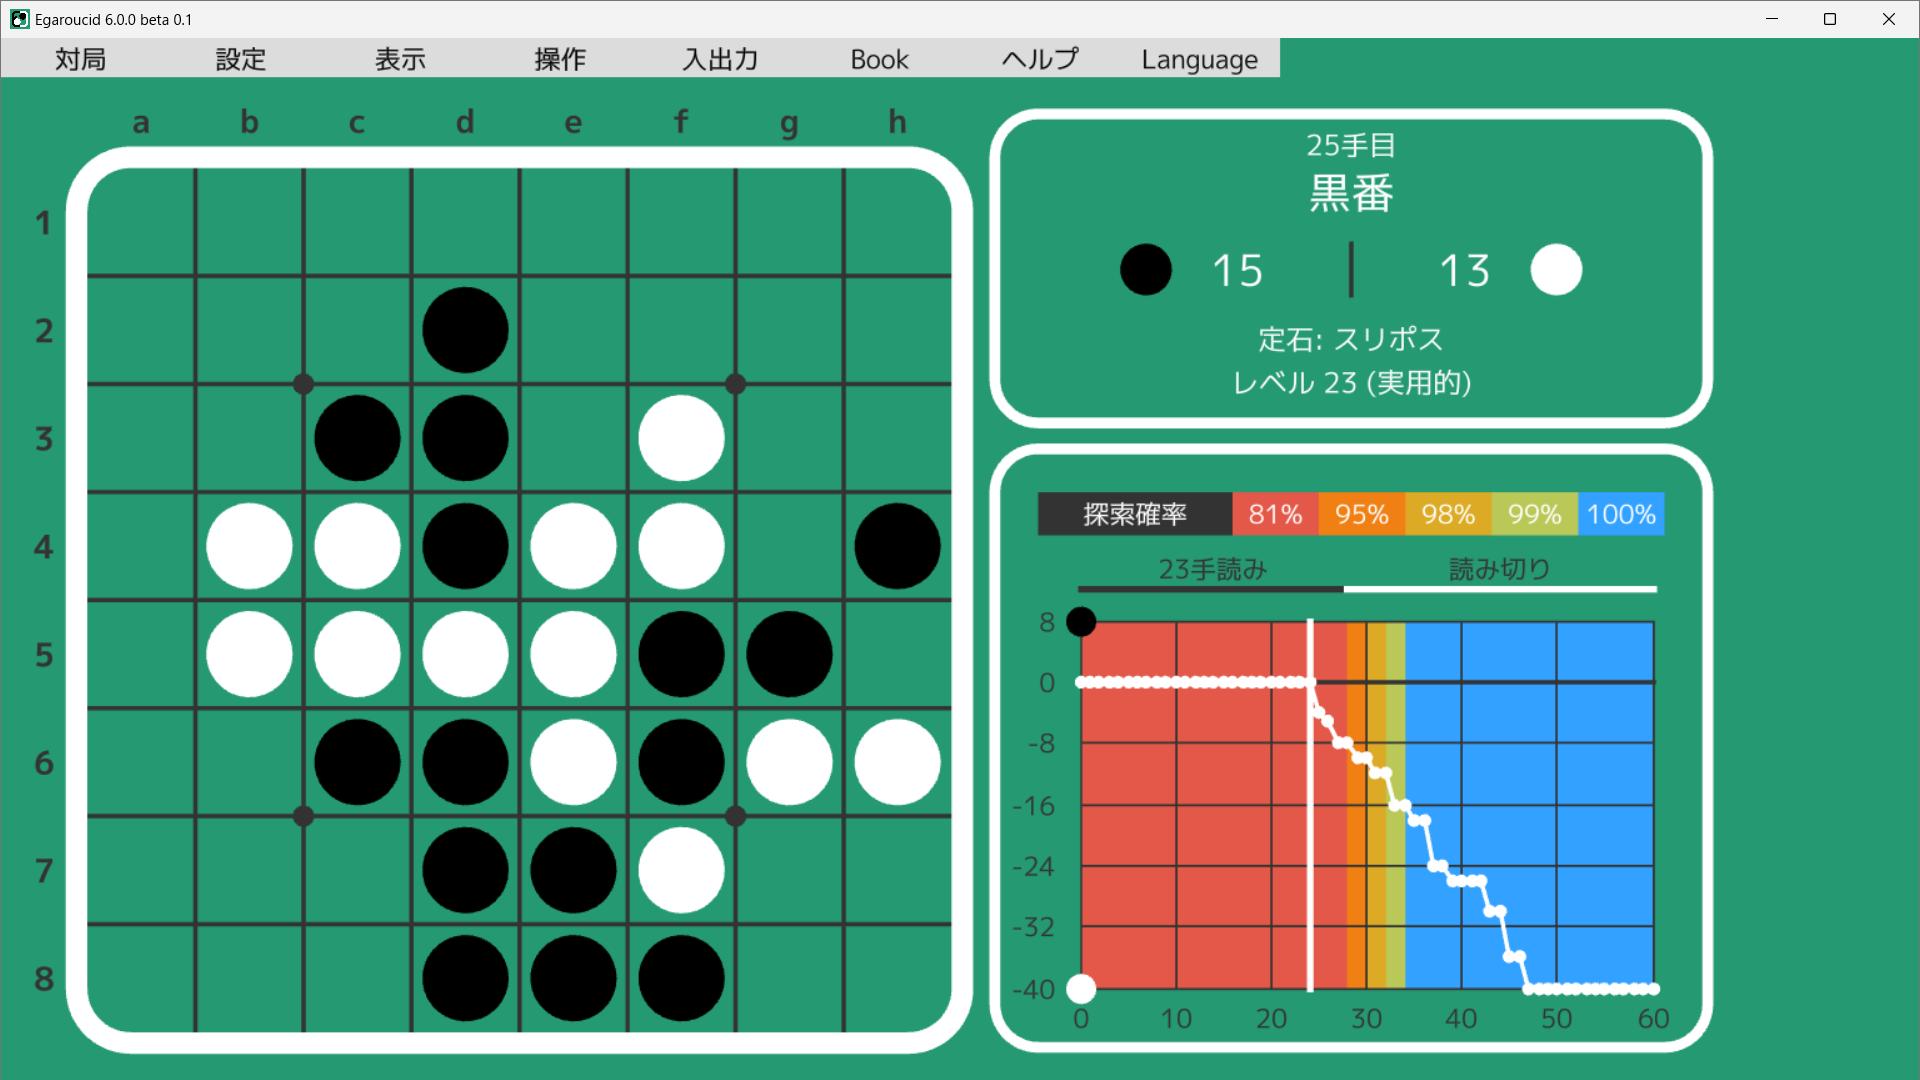 Egaroucid 6.0.0 beta 0.1
対局 設定 表示 操作 入出力 Book ヘルプ Language
a b c d e f g h
1
2
3
4
5
6
7
8
25手目
黒番
15 13
定石: スリポス
レベル 23 (実用的)
探索確率 81% 95% 98% 99% 100%
23手読み 読み切り
8
0
-8
-16
-24
-32
-40
0 10 20 30 40 50 60